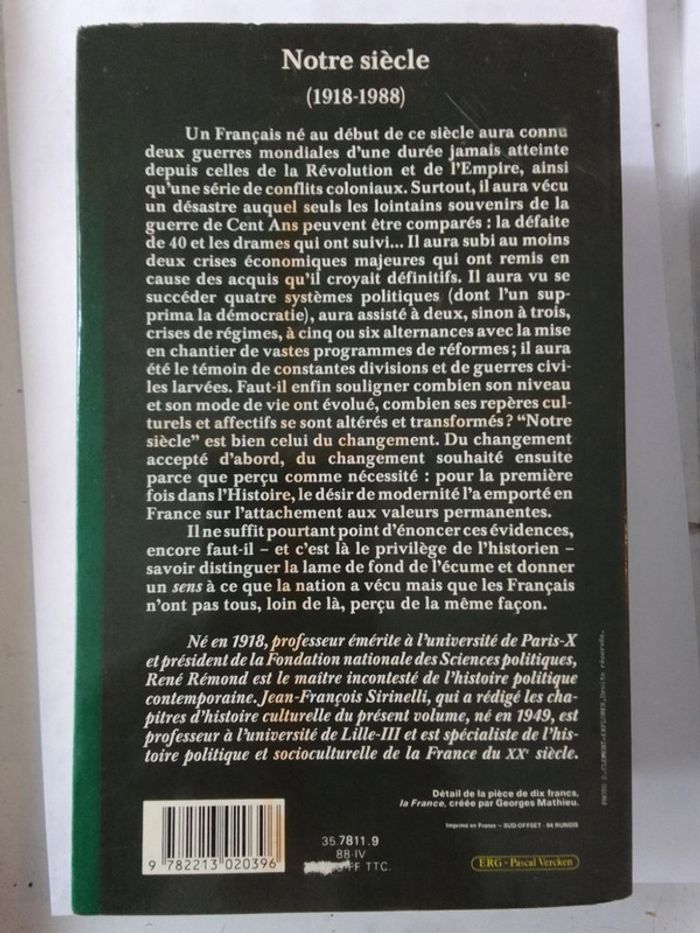 Notre siècle
(1918-1988)
Un Français né au début de ce siècle aura connu
deux guerres mondiales d'une durée jamais atteinte
depuis celles de la Révolution et de l'Empire, ainsi
qu'une série de conflits coloniaux. Surtout, il aura vécu
un désastre auquel seuls les lointains souvenirs de la
guerre de Cent Ans peuvent être comparés : la défaite
de 40 et les drames qui ont suivi... Il aura subi au moins
deux crises économiques majeures qui ont remis en
cause des acquis qu'il croyait définitifs. Il aura vu se
succéder quatre systèmes politiques (dont l'un sup-
prima la démocratie), aura assisté à deux, sinon à trois,
crises de régimes, à cinq ou six alternances avec la mise
en chantier de vastes programmes de réformes ; il aura
été le témoin de constantes divisions et de guerres civi-
les larvées. Faut-il enfin souligner combien son niveau
et son mode de vie ont évolué, combien ses repères cul-
turels et affectifs se sont altérés et transformés ? “Notre
siècle” est bien celui du changement. Du changement
accepté d'abord, du changement souhaité ensuite
parce que perçu comme nécessité : pour la première
fois dans l'Histoire, le désir de modernité l'a emporté en
France sur l'attachement aux valeurs permanentes.
Il ne suffit pourtant point d'énoncer ces évidences,
encore faut-il – et c'est là le privilège de l'historien –
savoir distinguer la lame de fond de l'écume et donner
un sens à ce que la nation a vécu mais que les Français
n'ont pas tous, loin de là, perçu de la même façon.
Né en 1918, professeur émérite à l'université de Paris-X
et président de la Fondation nationale des Sciences politiques,
René Rémond est le maître incontesté de l'histoire politique
contemporaine. Jean-François Sirinelli, qui a rédigé les cha-
pitres d'histoire culturelle du présent volume, né en 1949, est
professeur à l'université de Lille-III et est spécialiste de l'his-
toire politique et socioculturelle de la France du XXe siècle.
PHOTO D. CLEMENT-EXPLORER, Droits réservés.
Détail de la pièce de dix francs,
la France, créée par Georges Mathieu.
Imprimé en France – SUD-OFFSET - 94 RUNGIS
35.7811.9
88 IV
FF TTC.
9 782213 020396
ERG - Pascal Vercken